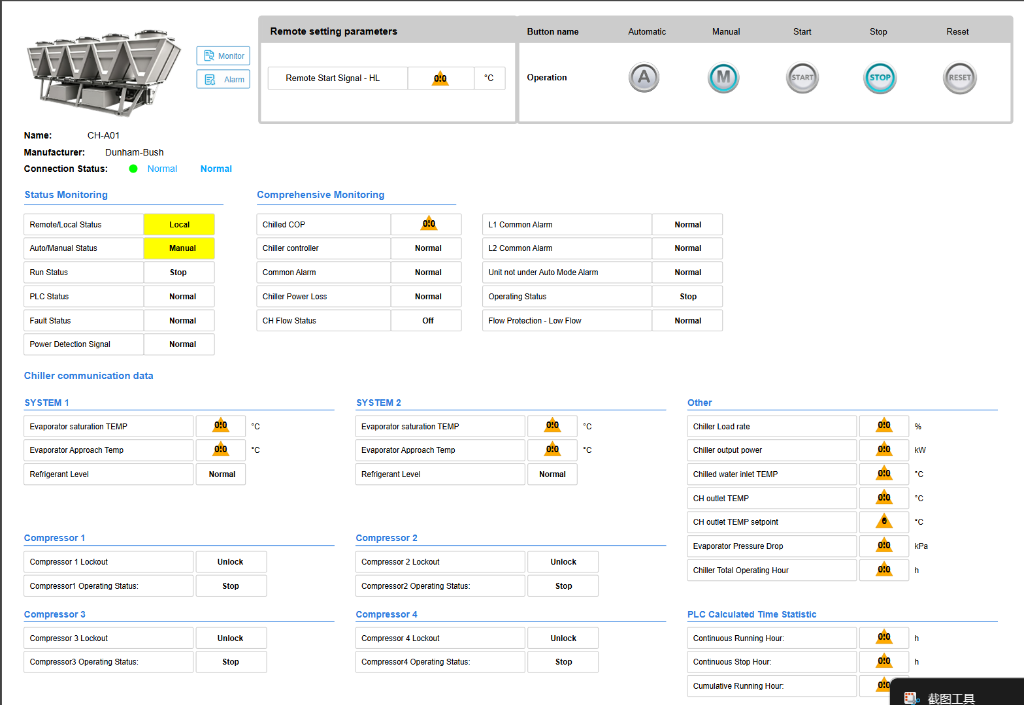 Monitor
Alarm
Remote setting parameters
Remote Start Signal - HL 0.0 °C
Button name Automatic Manual Start Stop Reset
Operation A M START STOP RESET
Name: CH-A01
Manufacturer: Dunham-Bush
Connection Status: Normal Normal
Status Monitoring
Remote/Local Status Local
Auto/Manual Status Manual
Run Status Stop
PLC Status Normal
Fault Status Normal
Power Detection Signal Normal
Comprehensive Monitoring
Chilled COP 0.0
Chiller controller Normal
Common Alarm Normal
Chiller Power Loss Normal
CH Flow Status Off
L1 Common Alarm Normal
L2 Common Alarm Normal
Unit not under Auto Mode Alarm Normal
Operating Status Stop
Flow Protection - Low Flow Normal
Chiller communication data
SYSTEM 1
Evaporator saturation TEMP 0.0 °C
Evaporator Approach Temp 0.0 °C
Refrigerant Level Normal
SYSTEM 2
Evaporator saturation TEMP 0.0 °C
Evaporator Approach Temp 0.0 °C
Refrigerant Level Normal
Other
Chiller Load rate 0.0 %
Chiller output power 0.0 kW
Chilled water inlet TEMP 0.0 °C
CH outlet TEMP 0.0 °C
CH outlet TEMP setpoint °C
Evaporator Pressure Drop 0.0 kPa
Chiller Total Operating Hour 0.0 h
Compressor 1
Compressor 1 Lockout Unlock
Compressor1 Operating Status: Stop
Compressor 2
Compressor 2 Lockout Unlock
Compressor2 Operating Status: Stop
Compressor 3
Compressor 3 Lockout Unlock
Compressor3 Operating Status: Stop
Compressor 4
Compressor 4 Lockout Unlock
Compressor4 Operating Status: Stop
PLC Calculated Time Statistic
Continuous Running Hour: 0.0 h
Continuous Stop Hour: 0.0 h
Cumulative Running Hour: 0.0
截图工具